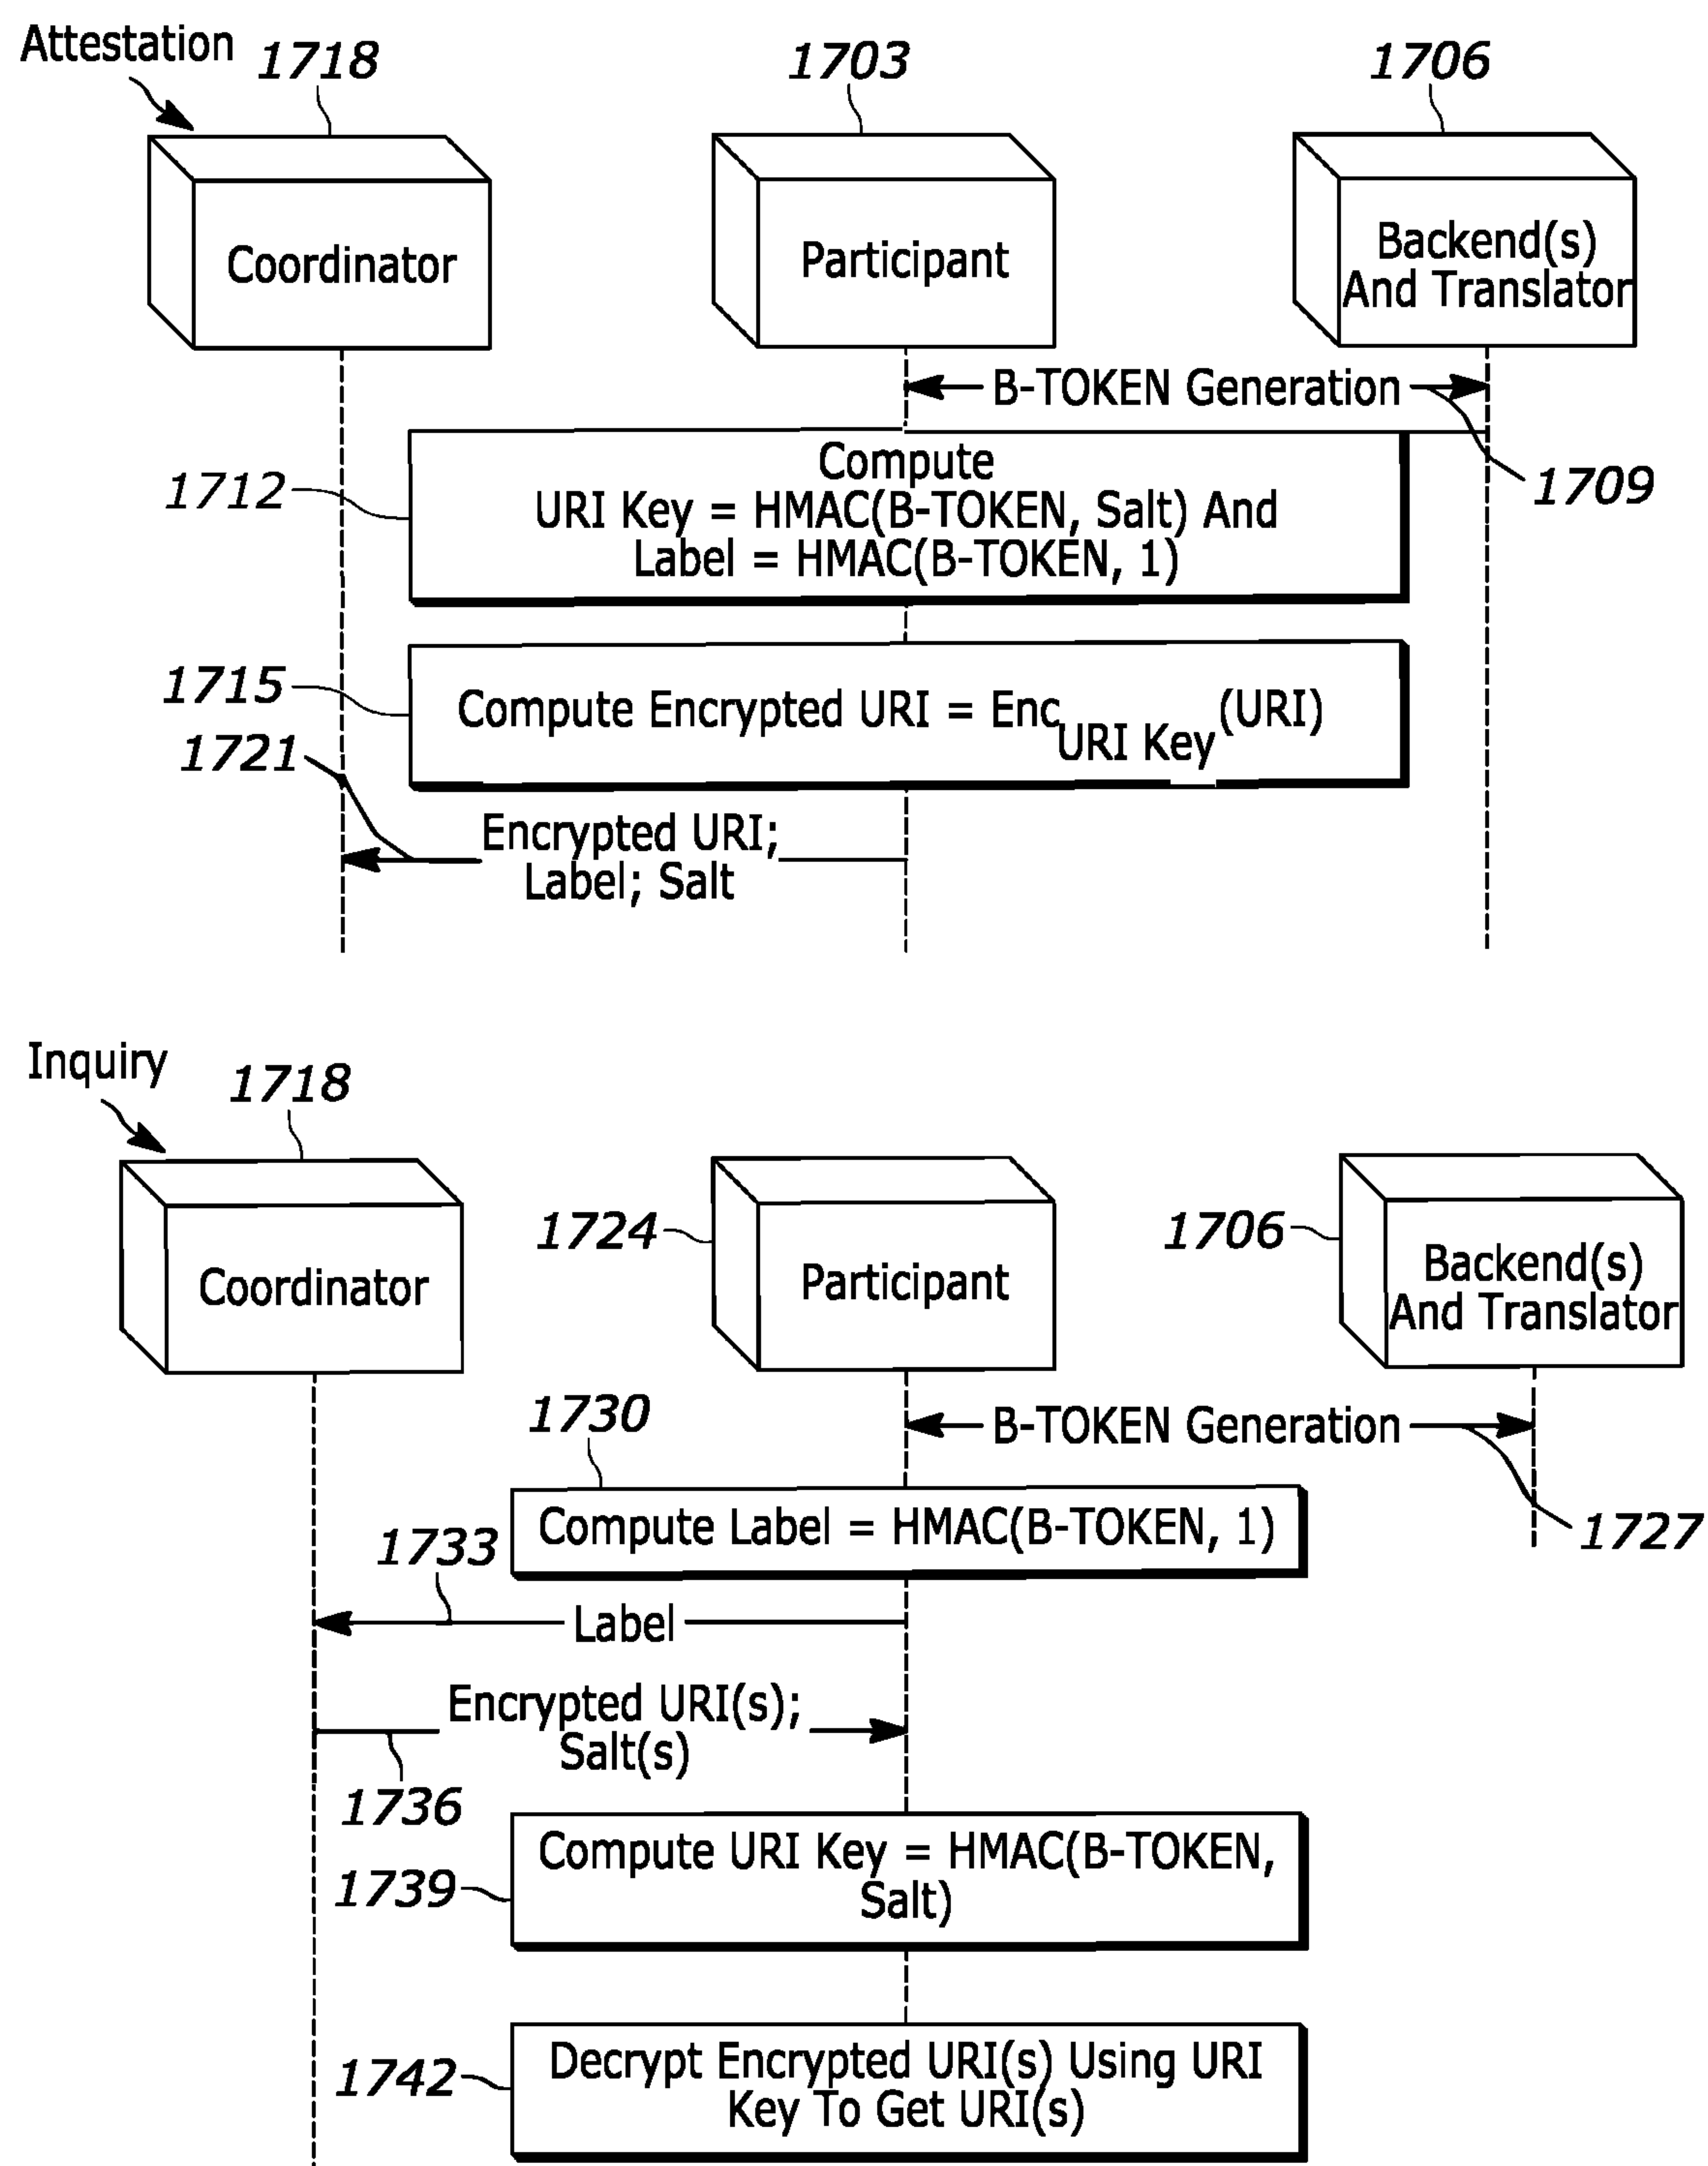 Attestation
1718
1703
1706
Coordinator
Participant
Backend(s)
And Translator
B-TOKEN Generation
1709
1712
Compute
URI Key = HMAC(B-TOKEN, Salt) And
Label = HMAC(B-TOKEN, 1)
1715
Compute Encrypted URI = Enc URI Key (URI)
1721
Encrypted URI;
Label; Salt
Inquiry
1718
1724
1706
Coordinator
Participant
Backend(s)
And Translator
B-TOKEN Generation
1727
1730
Compute Label = HMAC(B-TOKEN, 1)
1733
Label
Encrypted URI(s);
Salt(s)
1736
Compute URI Key = HMAC(B-TOKEN,
Salt)
1739
1742
Decrypt Encrypted URI(s) Using URI
Key To Get URI(s)